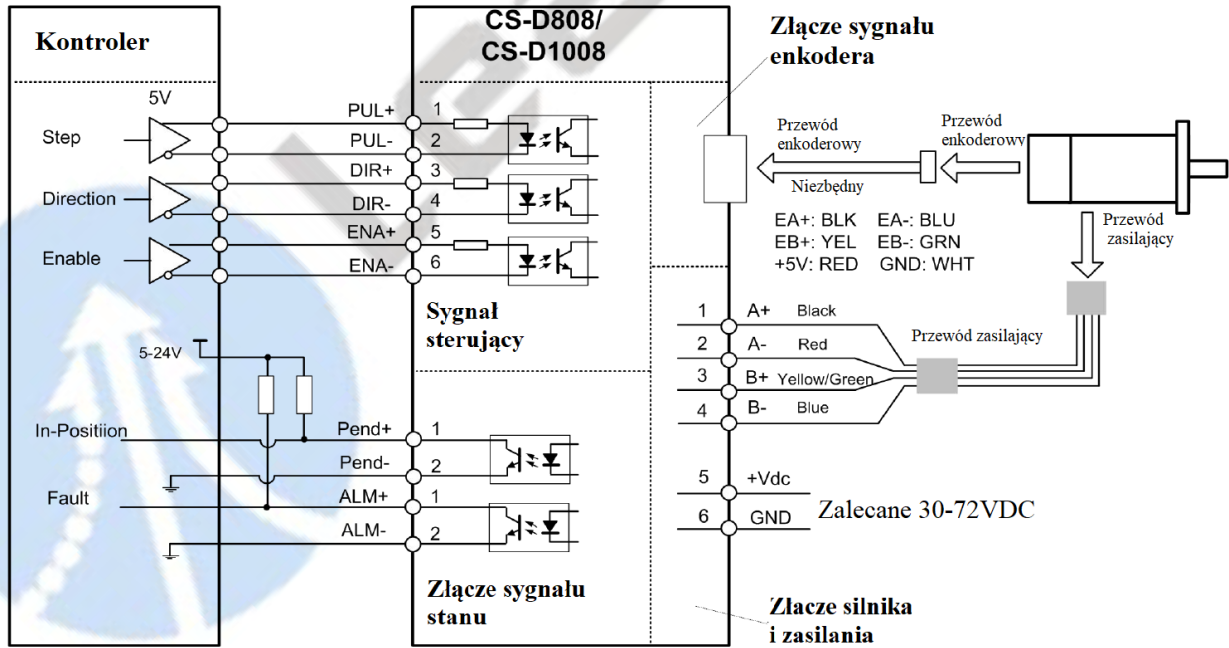 Kontroler
CS-D808/
CS-D1008
Złącze sygnału
enkodera
5V
Step
PUL+
1
PUL-
2
Direction
DIR+
3
DIR-
4
Enable
ENA+
5
ENA-
6
Sygnał
sterujący
Przewód
enkoderowy
Niezbędny
Przewód
enkoderowy
EA+: BLK EA-: BLU
EB+: YEL EB-: GRN
+5V: RED GND: WHT
Przewód
zasilający
1 A+ Black
2 A- Red
3 B+ Yellow/Green
4 B- Blue
Przewód zasilający
5-24V
In-Positiion
Pend+
1
Pend-
2
Fault
ALM+
1
ALM-
2
5 +Vdc
6 GND
Zalecane 30-72VDC
Złącze sygnału
stanu
Złacze silnika
i zasilania